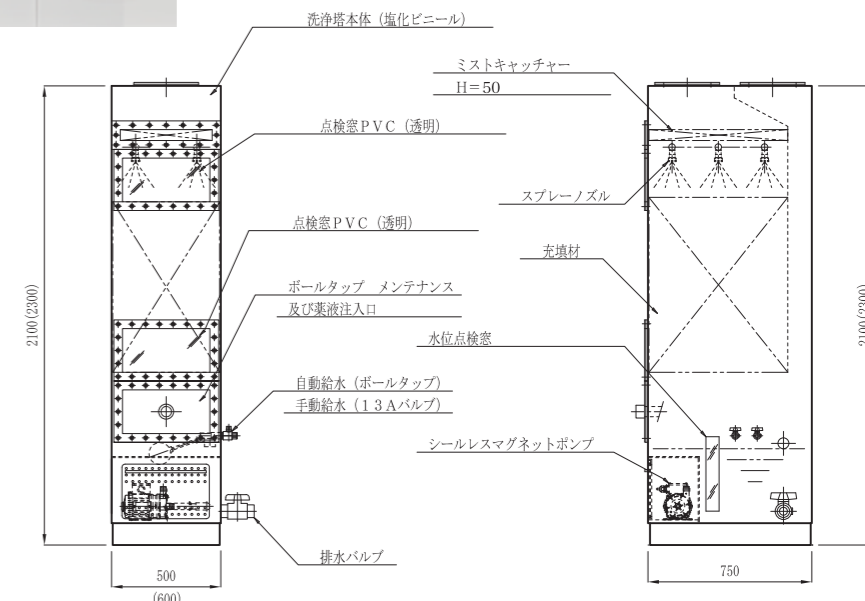 洗浄塔本体（塩化ビニール）
ミストキャッチャー
H＝50
点検窓ＰＶＣ（透明）
スプレーノズル
点検窓ＰＶＣ（透明）
充填材
ボールタップ　メンテナンス
及び薬液注入口
水位点検窓
自動給水（ボールタップ）
手動給水（１３Ａバルブ）
シールレスマグネットポンプ
排水バルブ
2100(2300)
2100(2300)
500
(600)
750